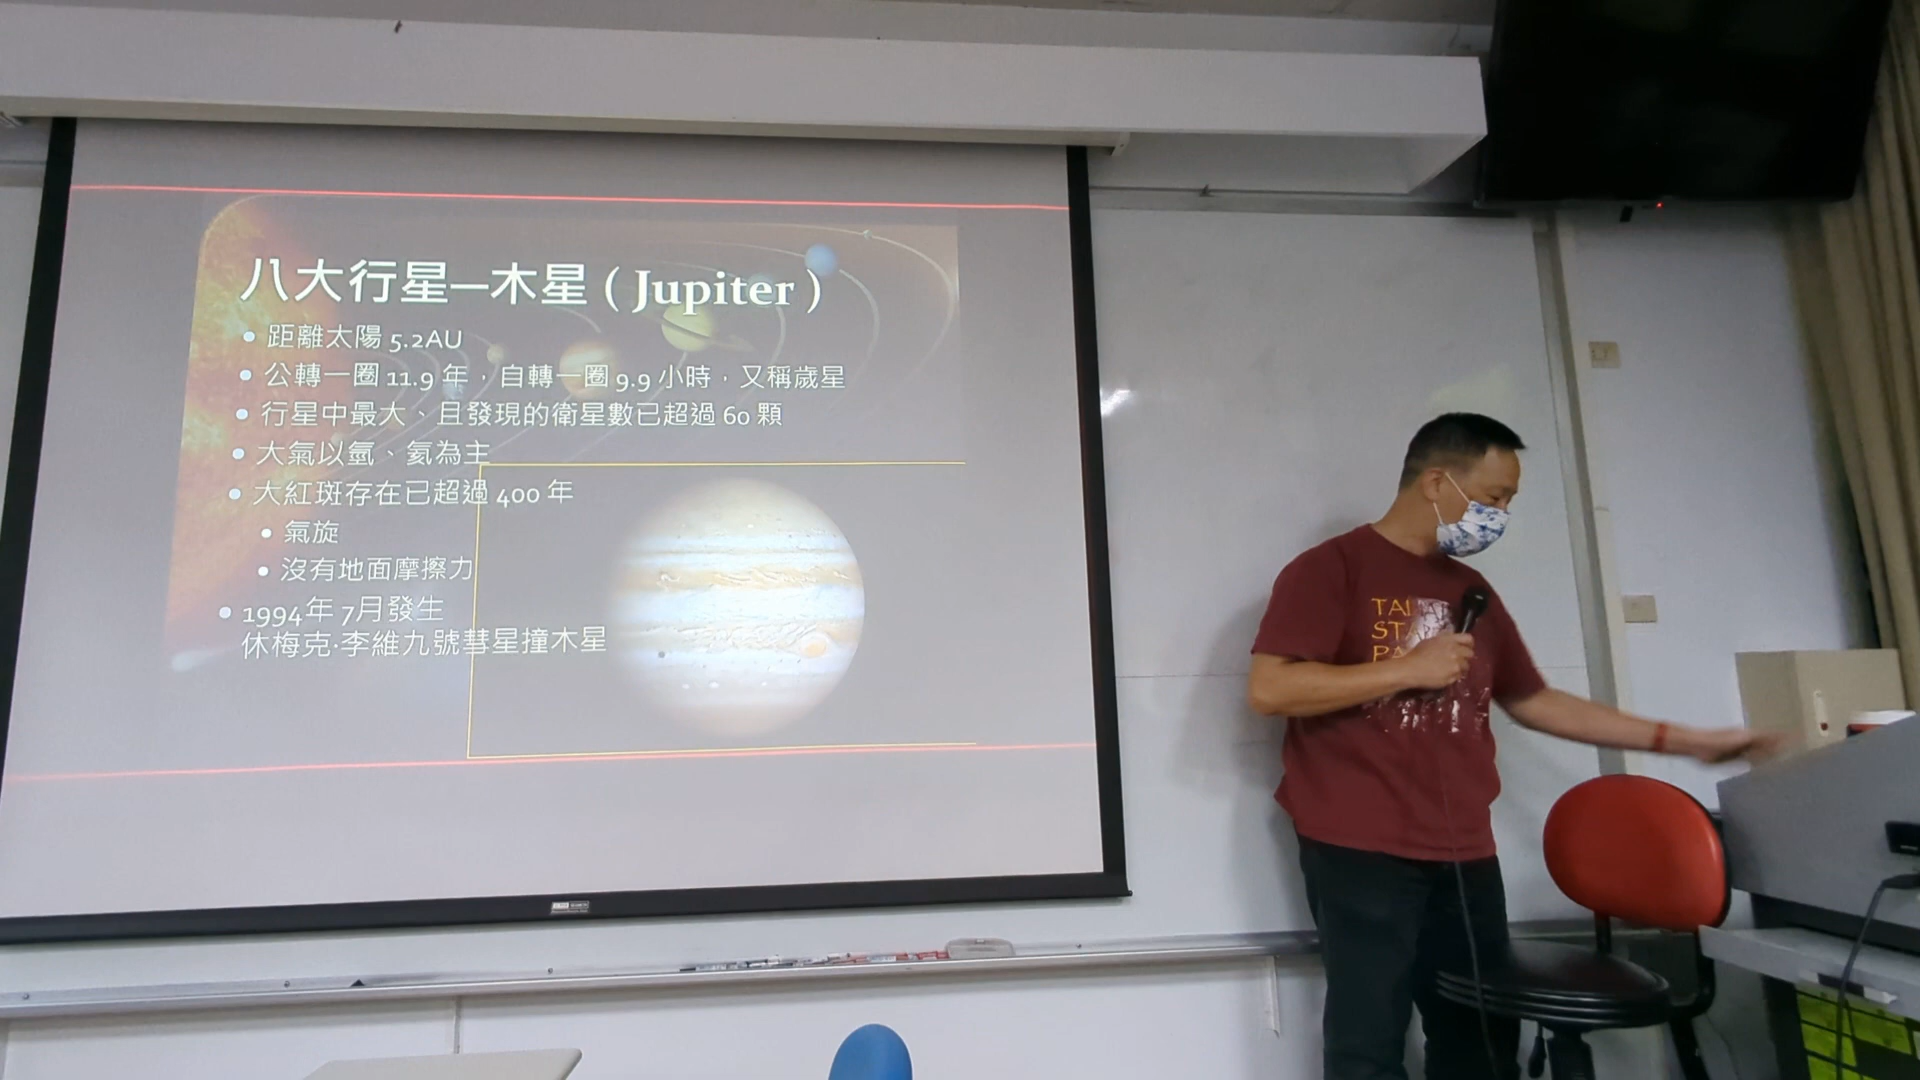 八大行星—木星（Jupiter）
距離太陽 5.2AU
公轉一圈 11.9 年，自轉一圈 9.9 小時，又稱歲星
行星中最大、且發現的衛星數已超過 60 顆
大氣以氫、氦為主
大紅斑存在已超過 400 年
氣旋
沒有地面摩擦力
1994年 7月發生
休梅克·李維九號彗星撞木星